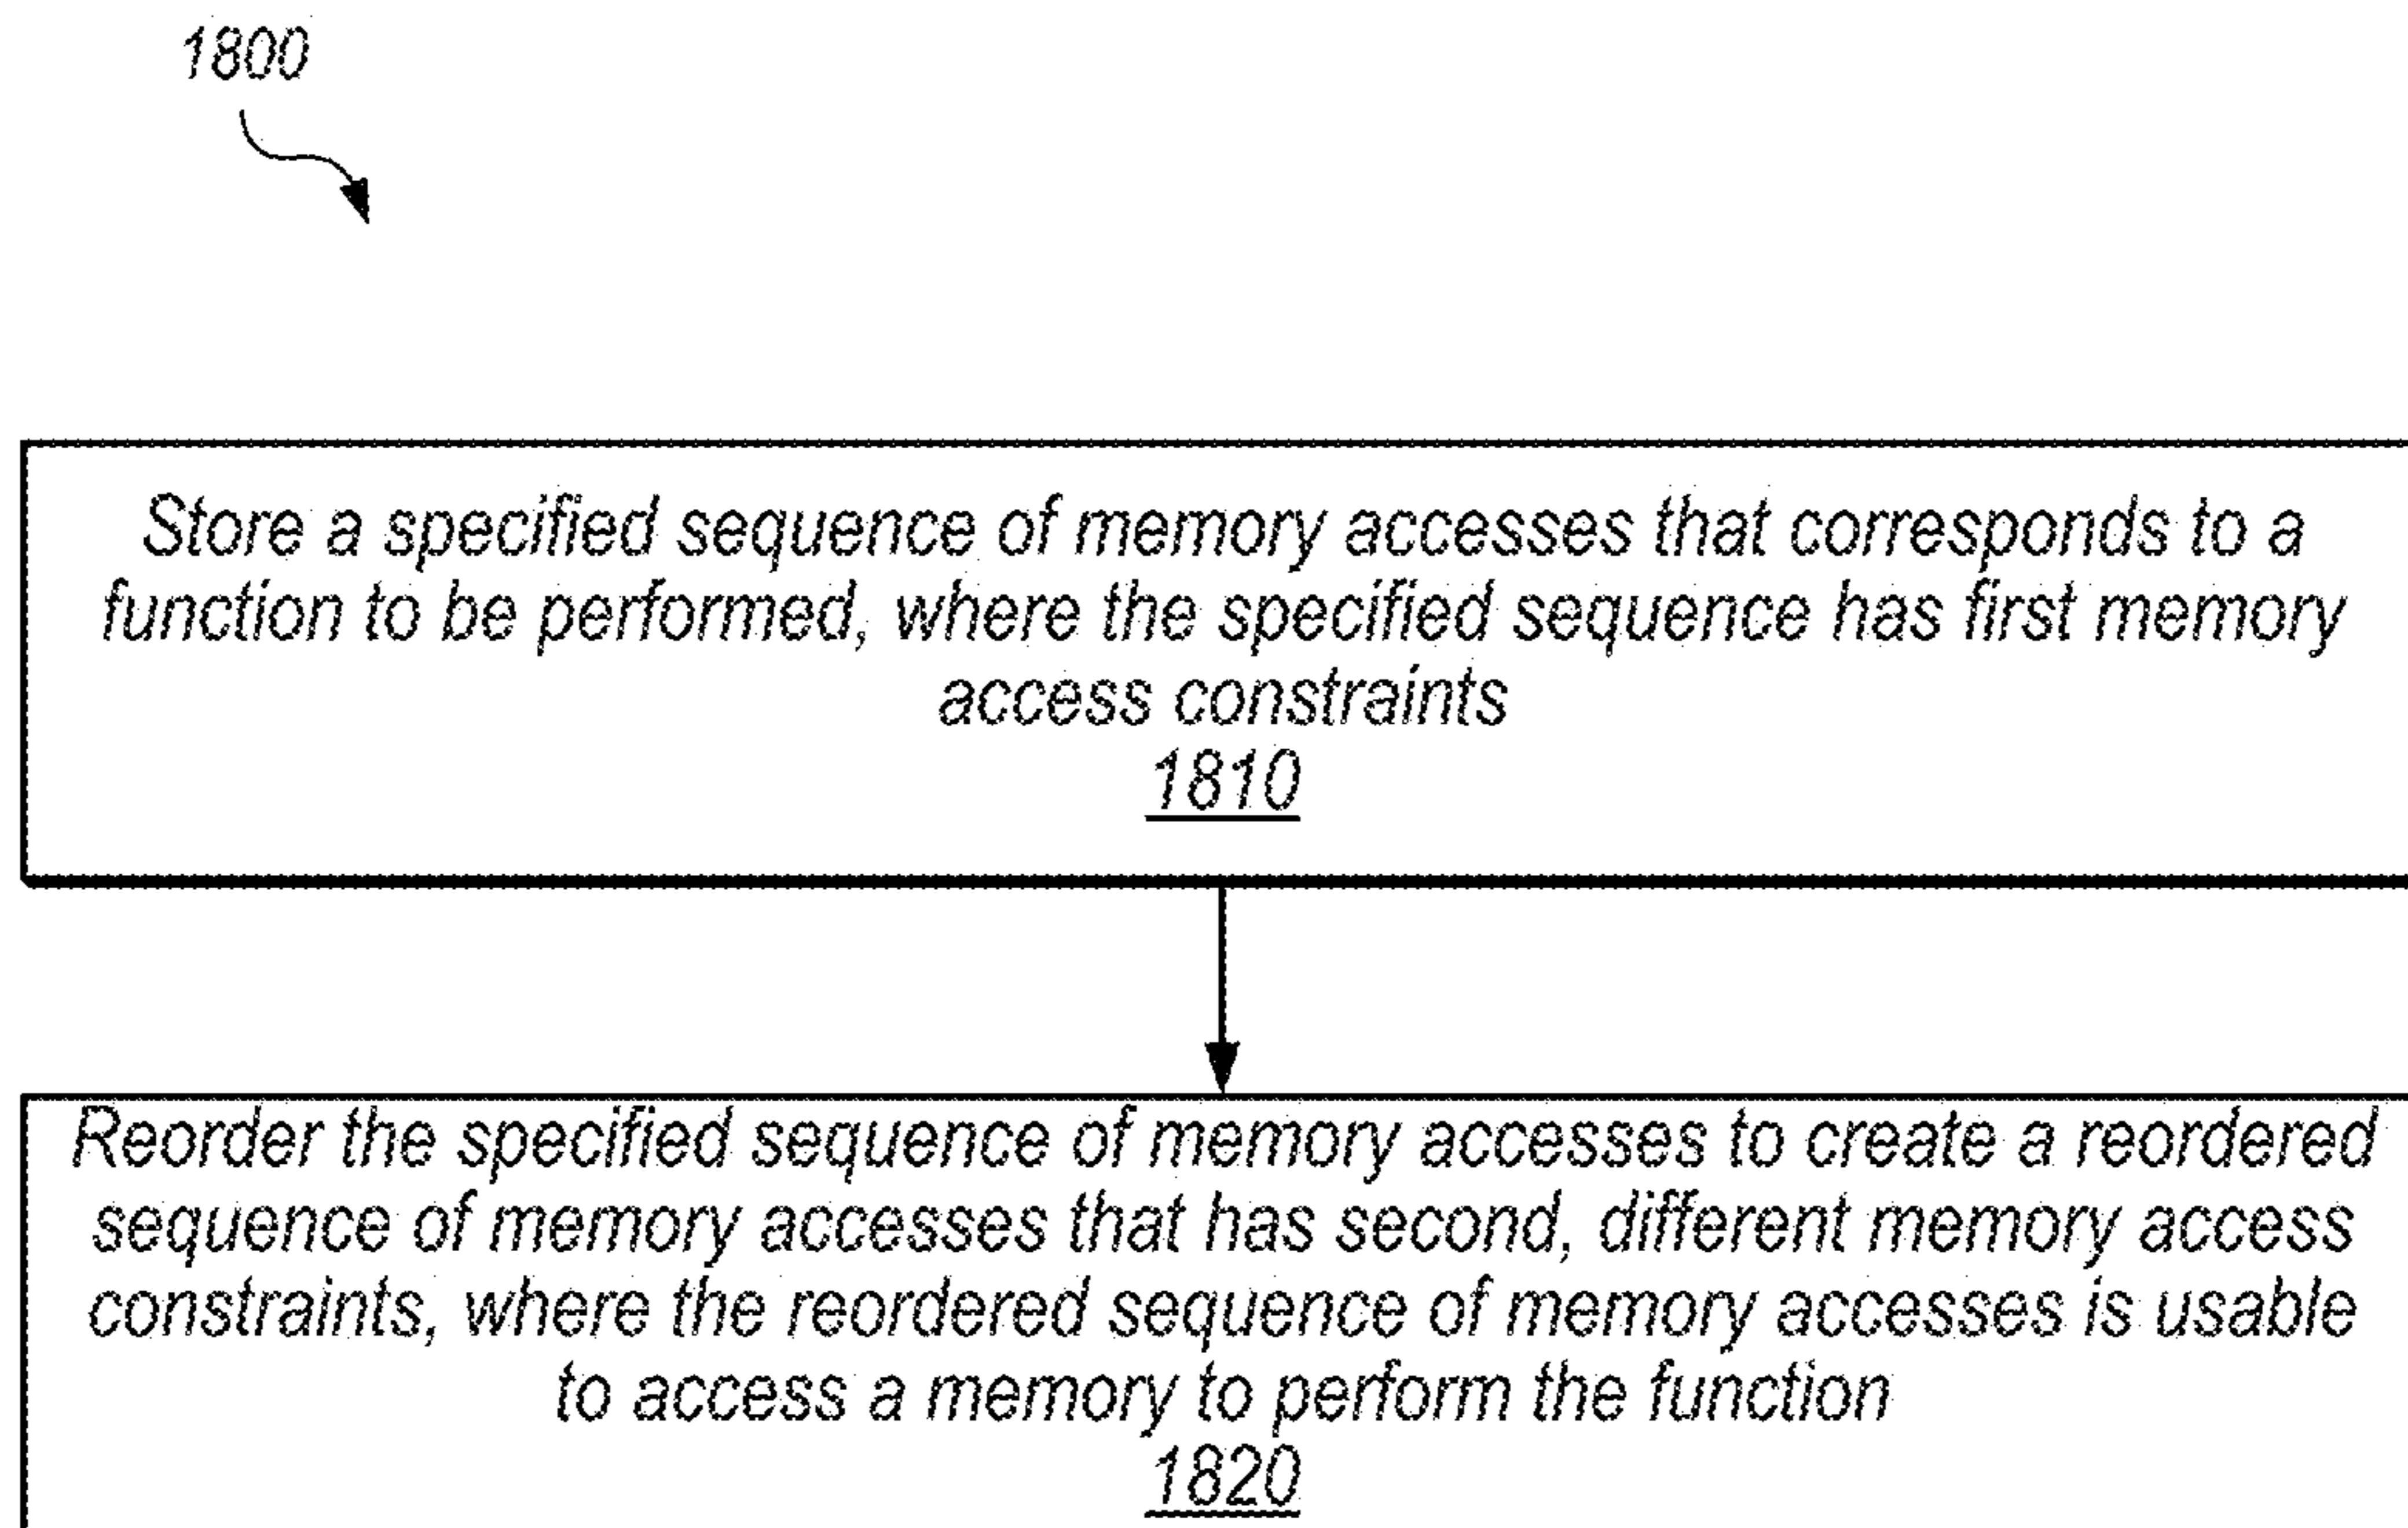 1800
Store a specified sequence of memory accesses that corresponds to a
function to be performed, where the specified sequence has first memory
access constraints
1810
Reorder the specified sequence of memory accesses to create a reordered
sequence of memory accesses that has second, different memory access
constraints, where the reordered sequence of memory accesses is usable
to access a memory to perform the function
1820